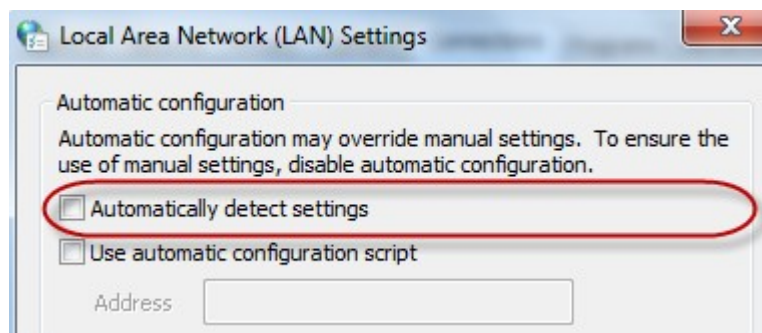 Local Area Network (LAN) Settings
Automatic configuration
Automatic configuration may override manual settings. To ensure the
use of manual settings, disable automatic configuration.
Automatically detect settings
Use automatic configuration script
Address